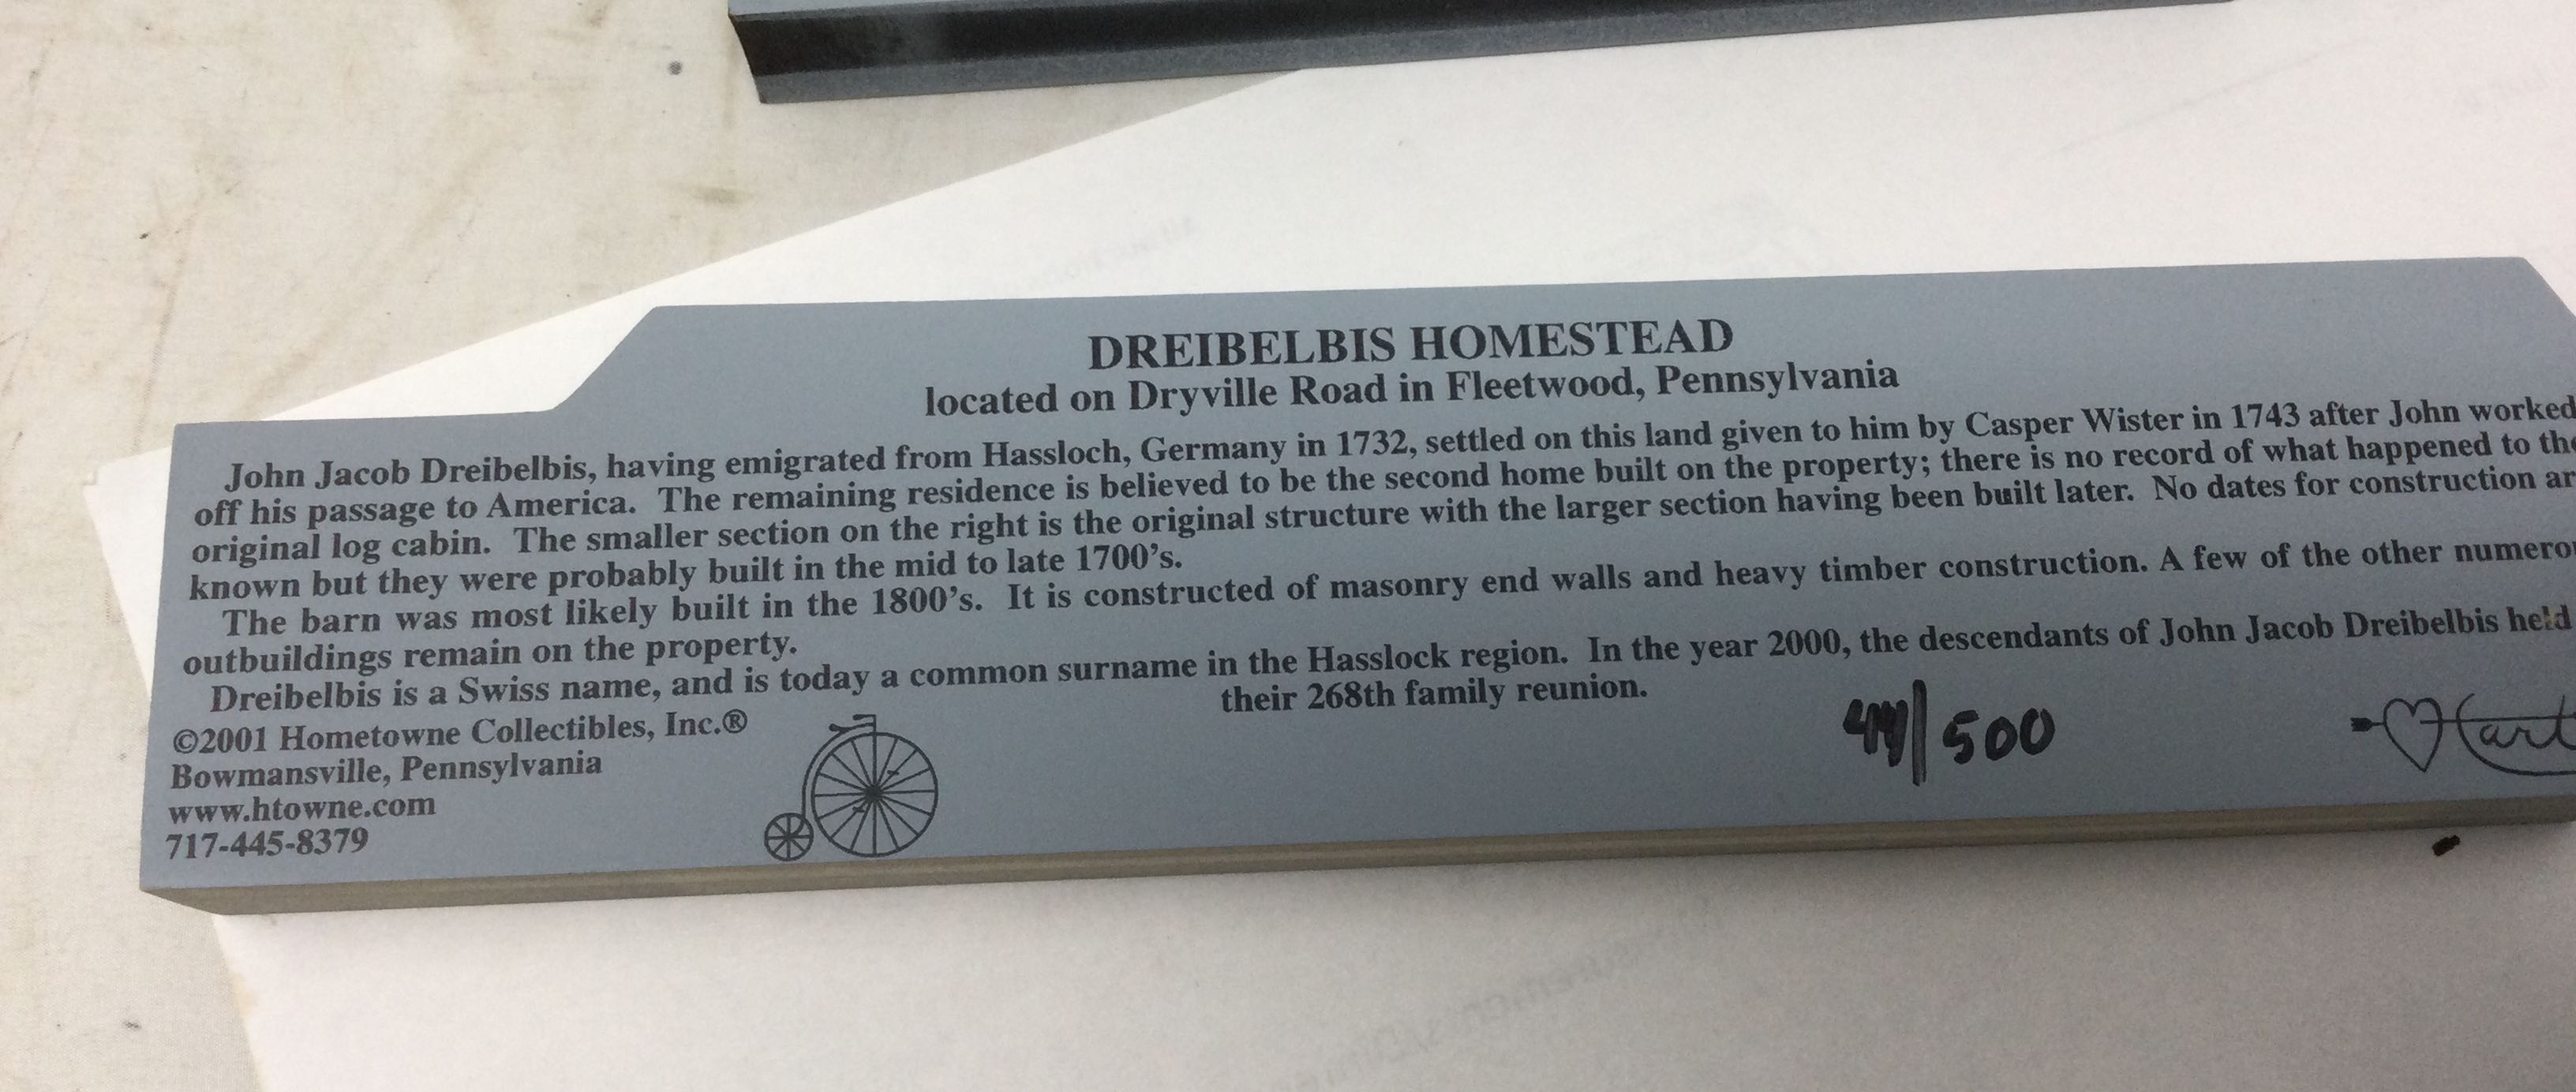 DREIBELBIS HOMESTEAD
located on Dryville Road in Fleetwood, Pennsylvania
John Jacob Dreibelbis, having emigrated from Hassloch, Germany in 1732, settled on this land given to him by Casper Wister in 1743 after John worked
off his passage to America. The remaining residence is believed to be the second home built on the property; there is no record of what happened to the
original log cabin. The smaller section on the right is the original structure with the larger section having been built later. No dates for construction
known but they were probably built in the mid to late 1700's.
The barn was most likely built in the 1800's. It is constructed of masonry end walls and heavy timber construction. A few of the other
outbuildings remain on the property.
Dreibelbis is a Swiss name, and is today a common surname in the Hasslock region. In the year 2000, the descendants of John Jacob Dreibelbis held
their 268th family reunion.
©2001 Hometowne Collectibles, Inc.®
Bowmansville, Pennsylvania
www.htowne.com
717-445-8379
44/500